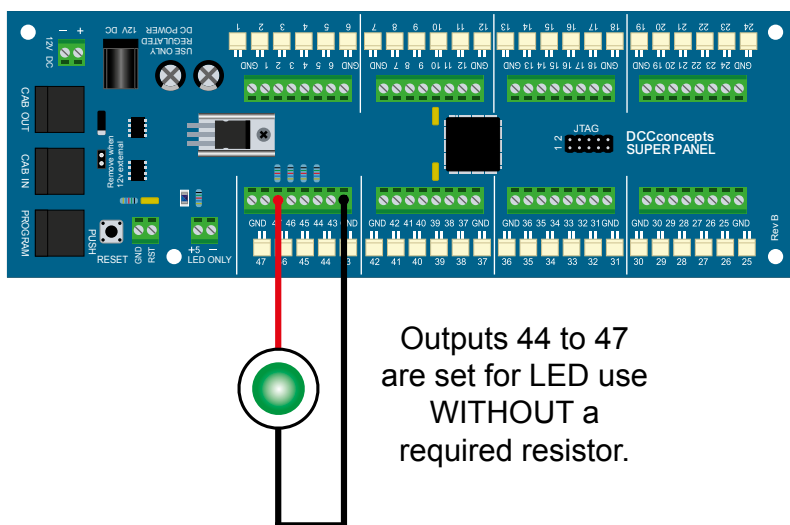 1 2 3 4 5 6 7 8 9 10 11 12 13 14 15 16 17 18 19 20 21 22 23 24
GND 1 2 3 4 5 6 GND GND 7 8 9 10 11 12 GND GND 13 14 15 16 17 18 GND GND 19 20 21 22 23 24 GND
− +
12V DC
USE ONLY
REGULATED
DC POWER 12V DC
CAB OUT
CAB IN
PROGRAM
Remove when
12v external
JTAG
1 2
DCCconcepts
SUPER PANEL
Rev B
PUSH
RESET
GND
RST
+5 −
LED ONLY
GND 46 45 44 43 GND 42 41 40 39 38 37 GND GND 36 35 34 33 32 31 GND GND 30 29 28 27 26 25 GND
47 45 44 42 41 40 39 38 37 36 35 34 33 32 31 30 29 28 27 26 25
Outputs 44 to 47
are set for LED use
WITHOUT a
required resistor.